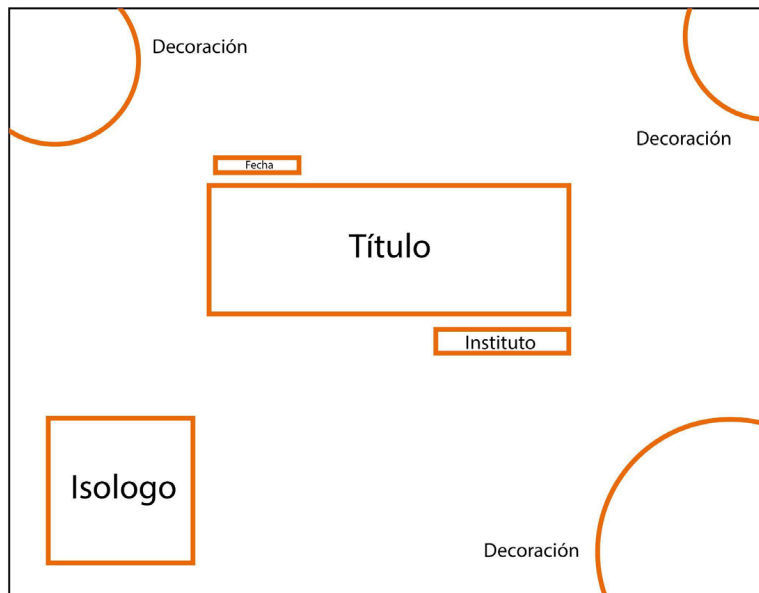 Decoración
Decoración
Fecha
Título
Instituto
Isologo
Decoración